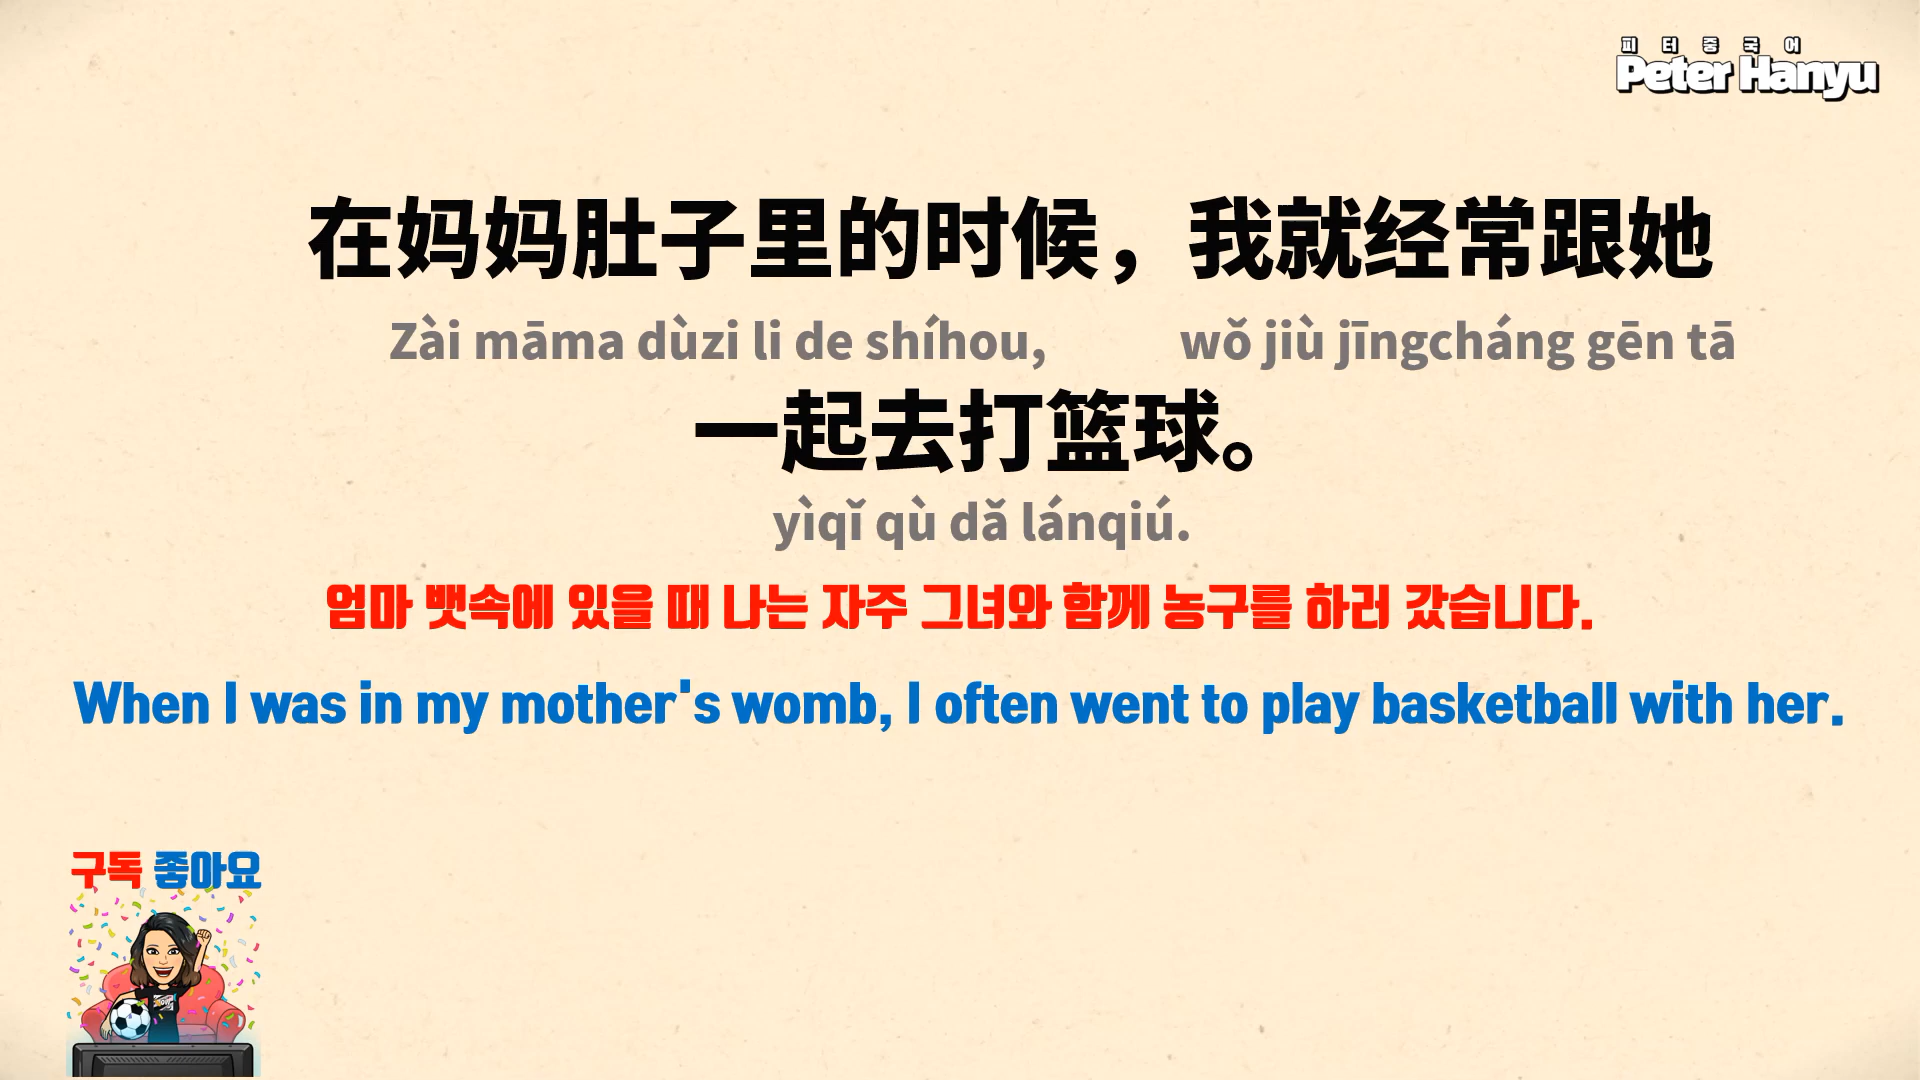 피터중국어
Peter Hanyu
在妈妈肚子里的时候，我就经常跟她
Zài māma dùzi li de shíhou, wǒ jiù jīngcháng gēn tā
一起去打篮球。
yìqǐ qù dǎ lánqiú.
엄마 뱃속에 있을 때 나는 자주 그녀와 함께 농구를 하러 갔습니다.
When I was in my mother's womb, I often went to play basketball with her.
구독 좋아요